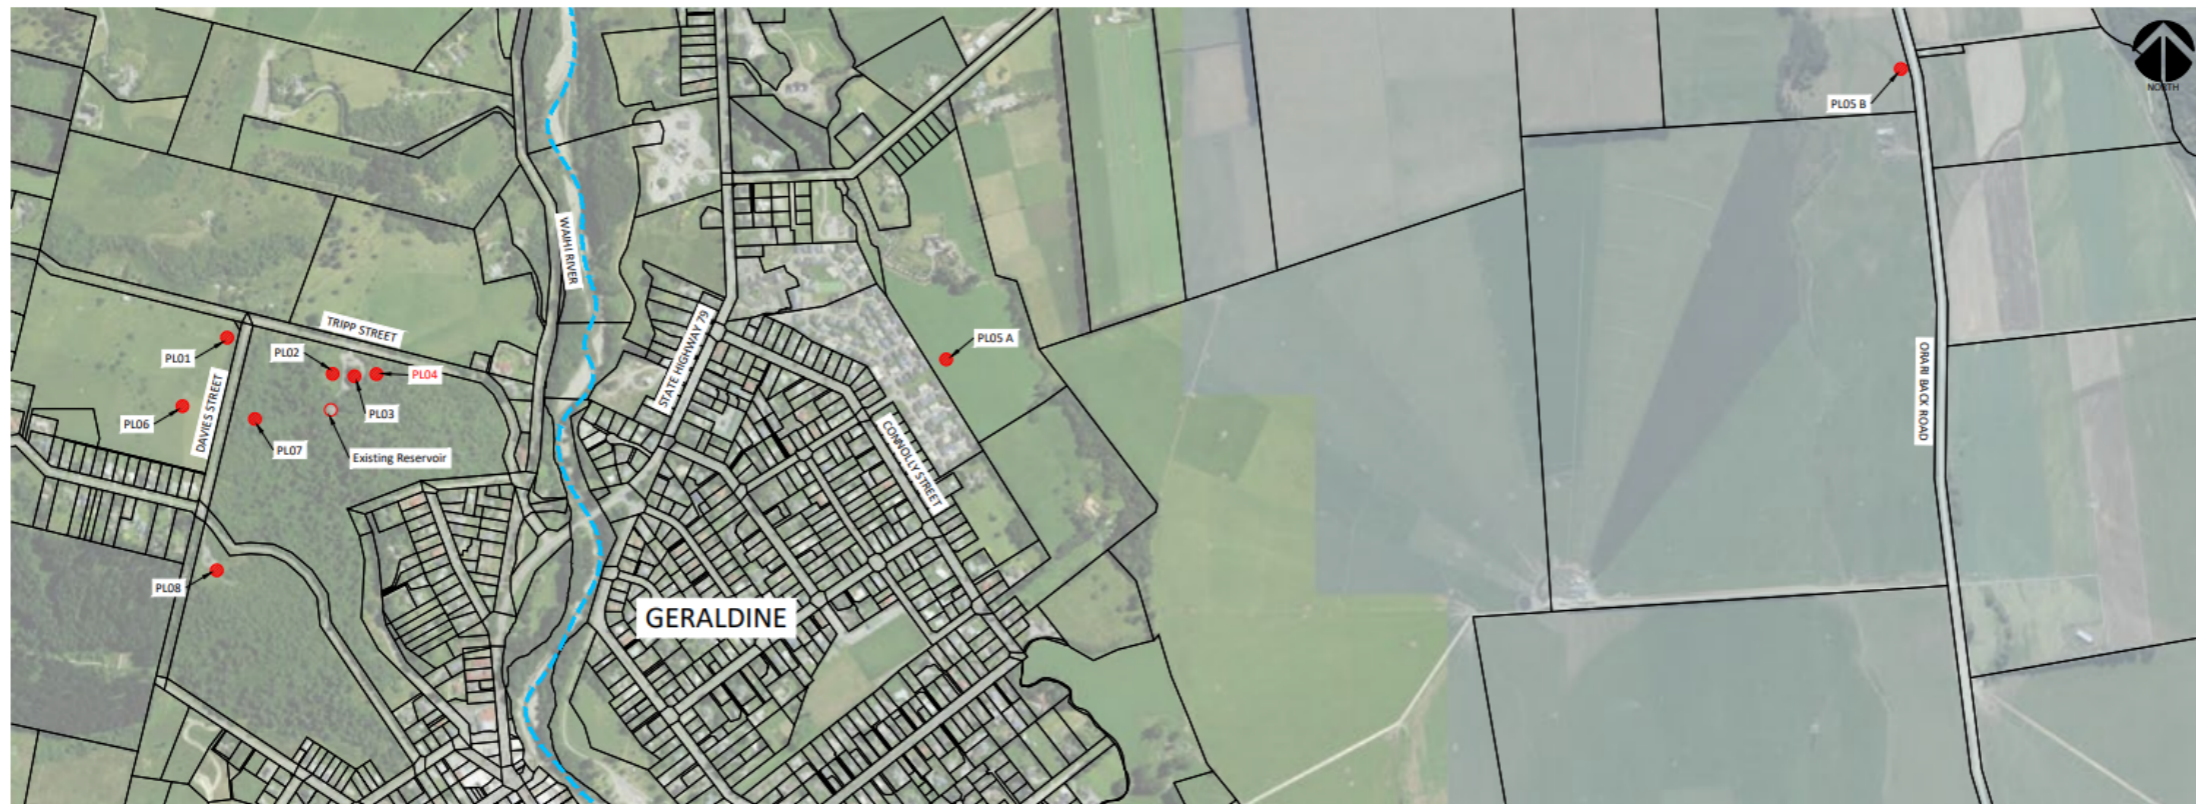 NORTH
PL05 B
WAIHI RIVER
TRIPP STREET
STATE HIGHWAY 79
PL01
PL02
PL04
PL05 A
ORARI BACK ROAD
DAVIES STREET
PL03
PL06
PL07
Existing Reservoir
CONNOLLY STREET
PL08
GERALDINE